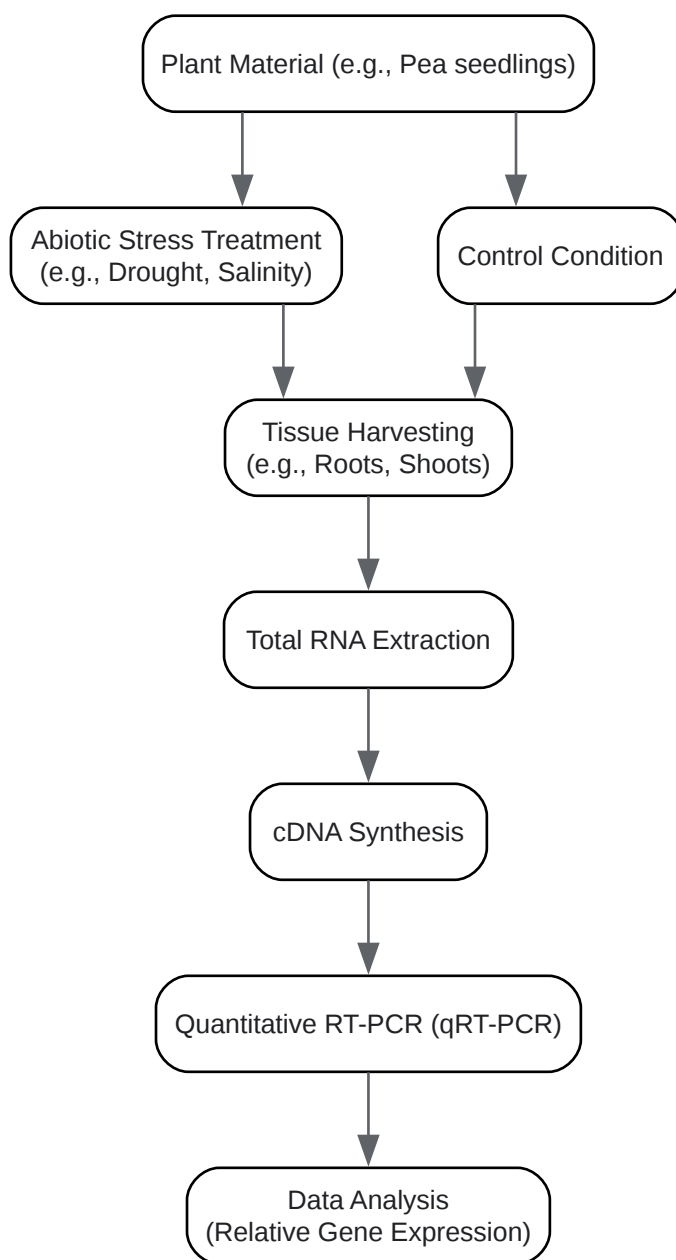 Plant Material (e.g., Pea seedlings)
Abiotic Stress Treatment
(e.g., Drought, Salinity)
Control Condition
Tissue Harvesting
(e.g., Roots, Shoots)
Total RNA Extraction
cDNA Synthesis
Quantitative RT-PCR (qRT-PCR)
Data Analysis
(Relative Gene Expression)